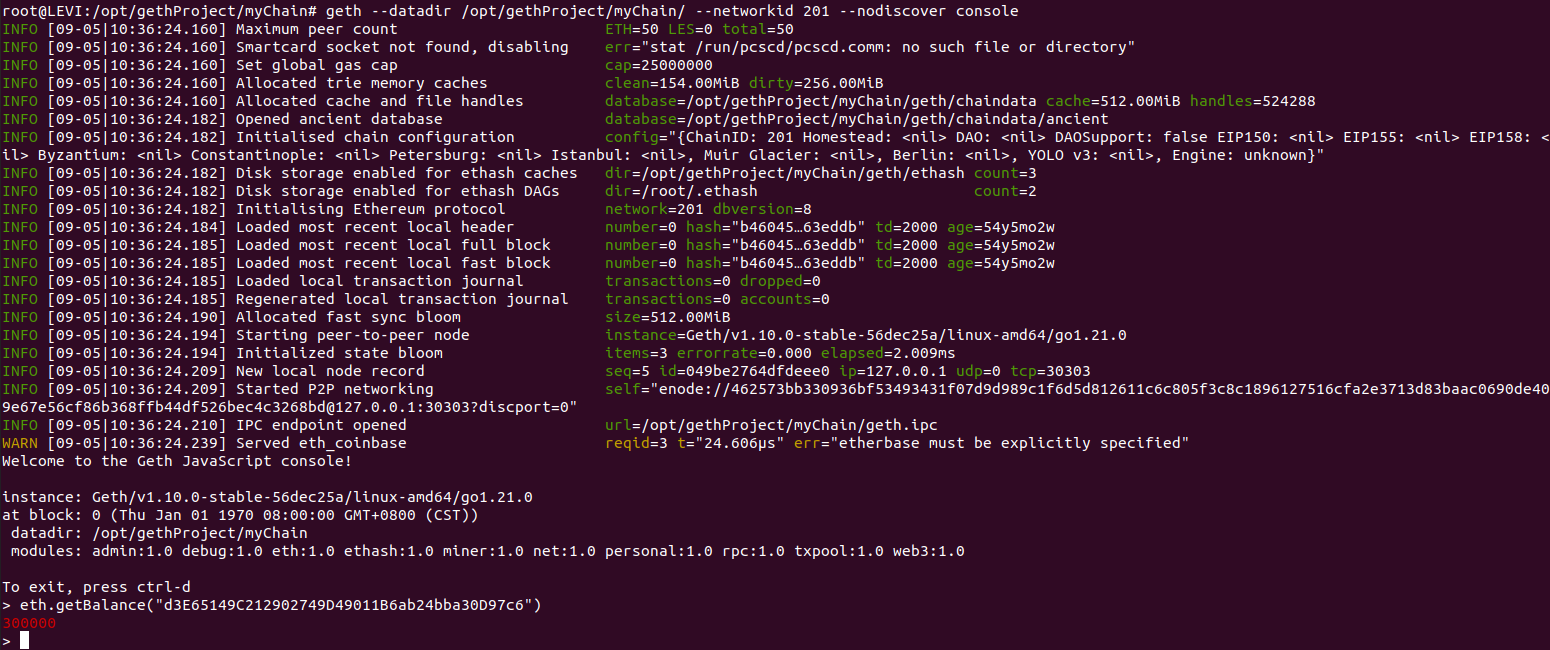 root@LEVI:/opt/gethProject/myChain# geth --datadir /opt/gethProject/myChain/ --networkid 201 --nodiscover console
INFO [09-05|10:36:24.160] Maximum peer count                       ETH=50 LES=0 total=50
INFO [09-05|10:36:24.160] Smartcard socket not found, disabling    err="stat /run/pcscd/pcscd.comm: no such file or directory"
INFO [09-05|10:36:24.160] Set global gas cap                       cap=25000000
INFO [09-05|10:36:24.160] Allocated trie memory caches             clean=154.00MiB dirty=256.00MiB
INFO [09-05|10:36:24.160] Allocated cache and file handles         database=/opt/gethProject/myChain/geth/chaindata cache=512.00MiB handles=524288
INFO [09-05|10:36:24.182] Opened ancient database                  database=/opt/gethProject/myChain/geth/chaindata/ancient
INFO [09-05|10:36:24.182] Initialised chain configuration          config="{ChainID: 201 Homestead: <nil> DAO: <nil> DAOSupport: false EIP150: <nil> EIP155: <nil> EIP158: <
il> Byzantium: <nil> Constantinople: <nil> Petersburg: <nil> Istanbul: <nil>, Muir Glacier: <nil>, Berlin: <nil>, YOLO v3: <nil>, Engine: unknown}"
INFO [09-05|10:36:24.182] Disk storage enabled for ethash caches   dir=/opt/gethProject/myChain/geth/ethash count=3
INFO [09-05|10:36:24.182] Disk storage enabled for ethash DAGs     dir=/root/.ethash                        count=2
INFO [09-05|10:36:24.182] Initialising Ethereum protocol           network=201 dbversion=8
INFO [09-05|10:36:24.184] Loaded most recent local header          number=0 hash="b46045…63eddb" td=2000 age=54y5mo2w
INFO [09-05|10:36:24.185] Loaded most recent local full block      number=0 hash="b46045…63eddb" td=2000 age=54y5mo2w
INFO [09-05|10:36:24.185] Loaded most recent local fast block      number=0 hash="b46045…63eddb" td=2000 age=54y5mo2w
INFO [09-05|10:36:24.185] Loaded local transaction journal         transactions=0 dropped=0
INFO [09-05|10:36:24.185] Regenerated local transaction journal    transactions=0 accounts=0
INFO [09-05|10:36:24.190] Allocated fast sync bloom                size=512.00MiB
INFO [09-05|10:36:24.194] Starting peer-to-peer node               instance=Geth/v1.10.0-stable-56dec25a/linux-amd64/go1.21.0
INFO [09-05|10:36:24.194] Initialized state bloom                  items=3 errorrate=0.000 elapsed=2.009ms
INFO [09-05|10:36:24.209] New local node record                    seq=5 id=049be2764dfdeee0 ip=127.0.0.1 udp=0 tcp=30303
INFO [09-05|10:36:24.209] Started P2P networking                   self="enode://462573bb330936bf53493431f07d9d989c1f6d5d812611c6c805f3c8c1896127516cfa2e3713d83baac0690de40
9e67e56cf86b368ffb44df526bec4c3268bd@127.0.0.1:30303?discport=0"
INFO [09-05|10:36:24.210] IPC endpoint opened                      url=/opt/gethProject/myChain/geth.ipc
WARN [09-05|10:36:24.239] Served eth_coinbase                      reqid=3 t="24.606µs" err="etherbase must be explicitly specified"
Welcome to the Geth JavaScript console!

instance: Geth/v1.10.0-stable-56dec25a/linux-amd64/go1.21.0
at block: 0 (Thu Jan 01 1970 08:00:00 GMT+0800 (CST))
 datadir: /opt/gethProject/myChain
 modules: admin:1.0 debug:1.0 eth:1.0 ethash:1.0 miner:1.0 net:1.0 personal:1.0 rpc:1.0 txpool:1.0 web3:1.0

To exit, press ctrl-d
> eth.getBalance("d3E65149C212902749D49011B6ab24bba30D97c6")
300000
>